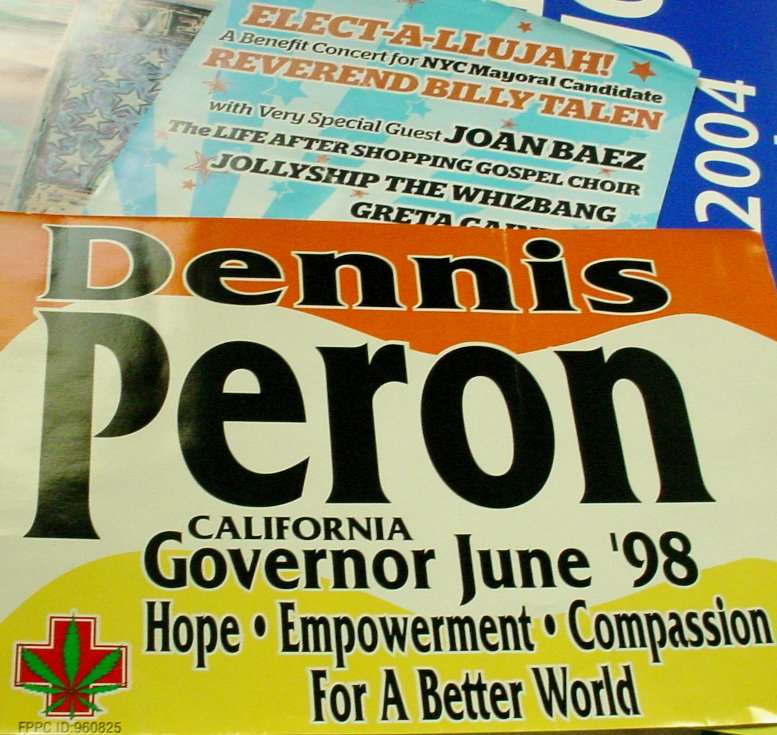 ELECT-A-LLUJAH!
A Benefit Concert for NYC Mayoral Candidate
REVEREND BILLY TALEN
with Very Special Guest JOAN BAEZ
The LIFE AFTER SHOPPING GOSPEL CHOIR
JOLLYSHIP THE WHIZBANG
GRETA
2004
Dennis
Peron
CALIFORNIA
Governor June '98
Hope • Empowerment • Compassion
For A Better World
FPPC ID:960825